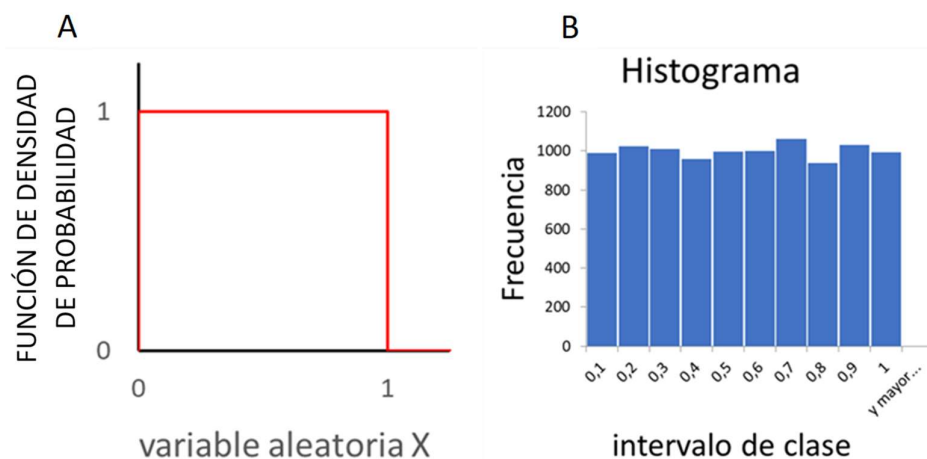 A
FUNCIÓN DE DENSIDAD
DE PROBABILIDAD
1
0
0
1
variable aleatoria X
B
Histograma
Frecuencia
1200
1000
800
600
400
200
0
0,1
0,2
0,3
0,4
0,5
0,6
0,7
0,8
0,9
1
y mayor...
intervalo de clase